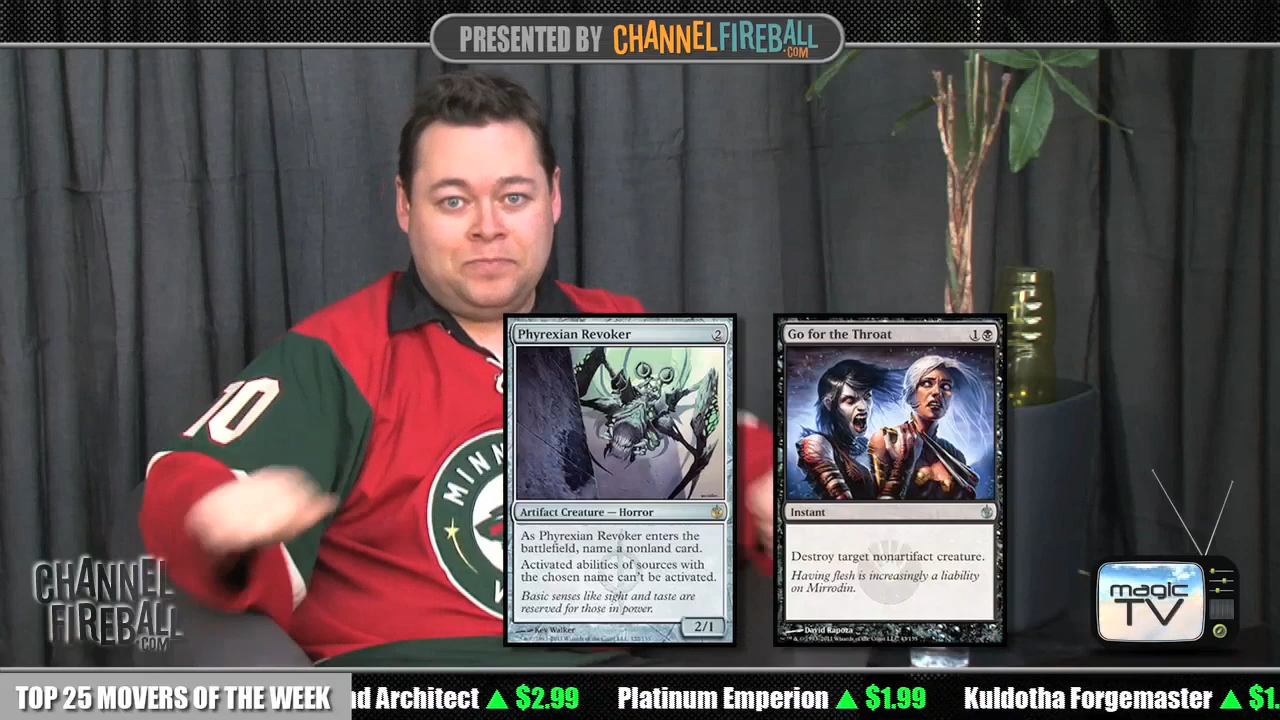 PRESENTED BY CHANNELFIREBALL
.COM
10
MINN
Phyrexian Revoker 2
Artifact Creature — Horror
As Phyrexian Revoker enters the
battlefield, name a nonland card.
Activated abilities of sources with
the chosen name can't be activated.
Basic senses like sight and taste are
reserved for those in power.
Kev Walker
2/1
Go for the Throat 1
Instant
Destroy target nonartifact creature.
Having flesh is increasingly a liability
on Mirrodin.
David Rapoza
CHANNEL
FIREBALL
.COM
magic
TV
TOP 25 MOVERS OF THE WEEK
nd Architect ▲ $2.99 Platinum Emperion ▲ $1.99 Kuldotha Forgemaster ▲ $1.